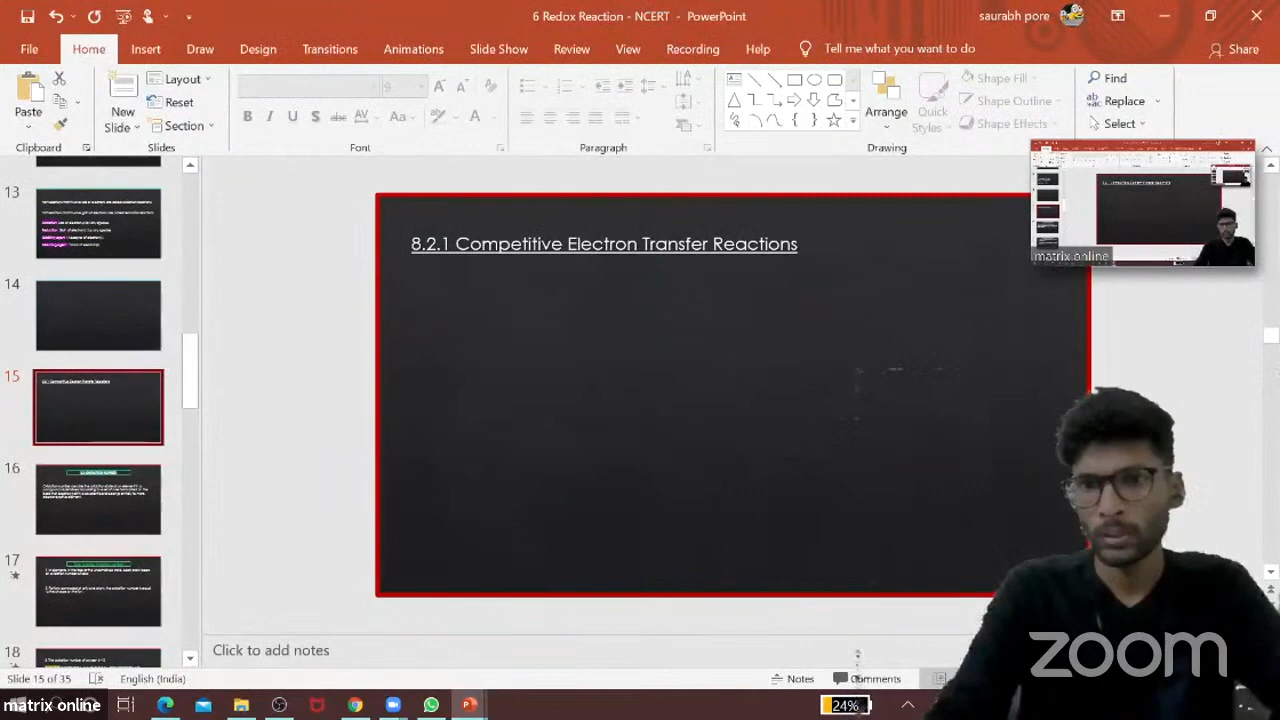 6 Redox Reaction - NCERT - PowerPoint
saurabh pore
File Home Insert Draw Design Transitions Animations Slide Show Review View Recording Help Tell me what you want to do Share
Paste
New Slide
Layout
Reset
Section
9
B I U S abc AV Aa A
Arrange
Quick Styles
Shape Fill
Shape Outline
Shape Effects
Find
Replace
Select
Clipboard Slides Font Paragraph Drawing
matrix online
13
14
15
16
17
18
8.2.1 Competitive Electron Transfer Reactions
Click to add notes
zoom
Slide 15 of 35 English (India) Notes Comments
matrix online
24%